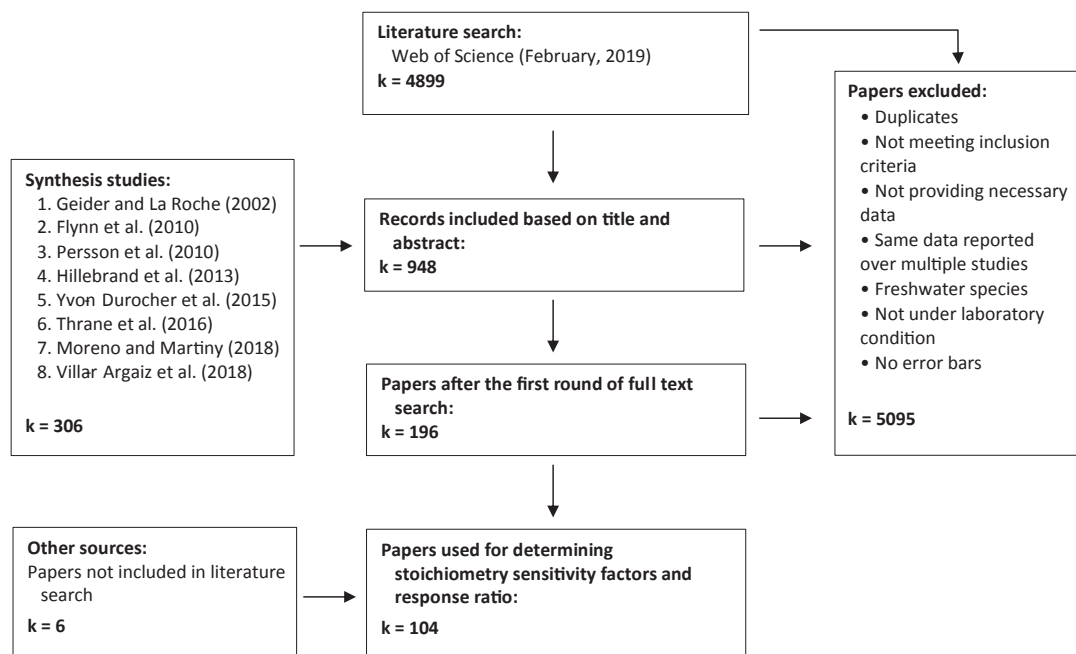 Literature search:
Web of Science (February, 2019)
k = 4899
Papers excluded:
• Duplicates
• Not meeting inclusion
criteria
• Not providing necessary
data
• Same data reported
over multiple studies
• Freshwater species
• Not under laboratory
condition
• No error bars
k = 5095
Synthesis studies:
1. Geider and La Roche (2002)
2. Flynn et al. (2010)
3. Persson et al. (2010)
4. Hillebrand et al. (2013)
5. Yvon-Durocher et al. (2015)
6. Thrane et al. (2016)
7. Moreno and Martiny (2018)
8. Villar-Argaiz et al. (2018)
k = 306
Records included based on title and
abstract:
k = 948
Papers after the first round of full text
search:
k = 196
Other sources:
Papers not included in literature
search
k = 6
Papers used for determining
stoichiometry sensitivity factors and
response ratio:
k = 104